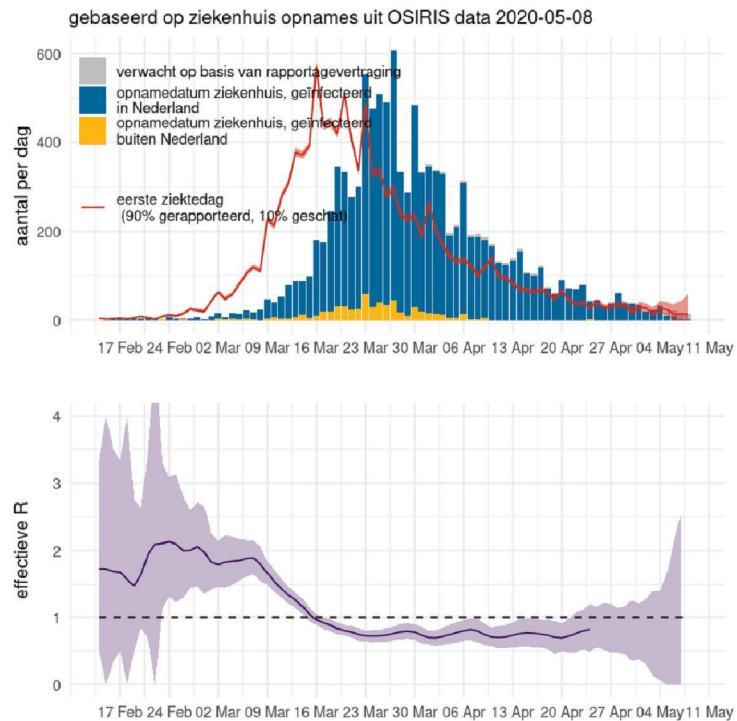 gebaseerd op ziekenhuis opnames uit OSIRIS data 2020-05-08
600
400
200
0
aantal per dag
verwacht op basis van rapportagevertraging
opnamedatum ziekenhuis, geïnfecteerd
in Nederland
opnamedatum ziekenhuis, geïnfecteerd
buiten Nederland
eerste ziektedag
(90% gerapporteerd, 10% geschat)
17 Feb 24 Feb 02 Mar 09 Mar 16 Mar 23 Mar 30 Mar 06 Apr 13 Apr 20 Apr 27 Apr 04 May 11 May
4
3
2
1
0
effectieve R
17 Feb 24 Feb 02 Mar 09 Mar 16 Mar 23 Mar 30 Mar 06 Apr 13 Apr 20 Apr 27 Apr 04 May 11 May